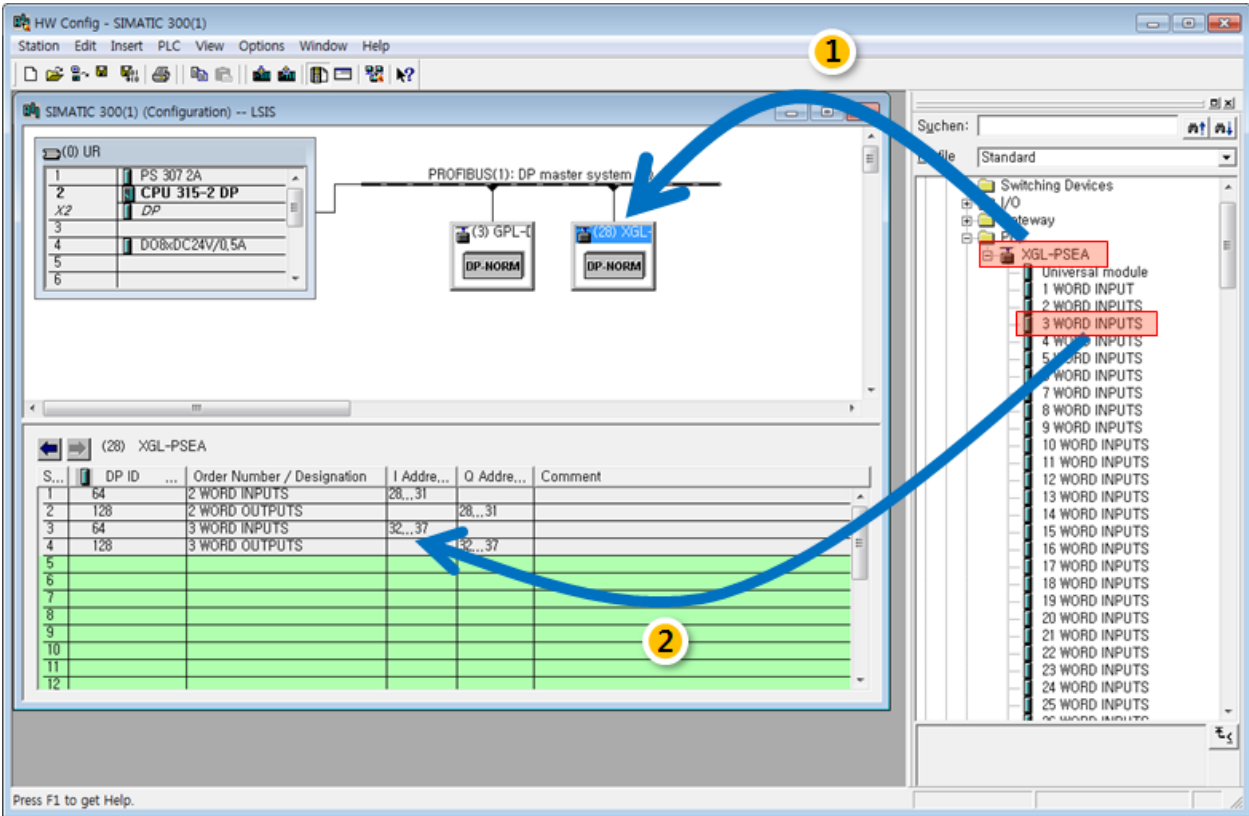 HW Config - SIMATIC 300(1)
Station Edit Insert PLC View Options Window Help
1
SIMATIC 300(1) (Configuration) -- LSIS
(0) UR
1 PS 307 2A
2 CPU 315-2 DP
X2 DP
3
4 DO8xDC24V/0,5A
5
6
PROFIBUS(1): DP master system
(3) GPL-D
DP-NORM
(28) XGL-
DP-NORM
(28) XGL-PSEA
S... DP ID ... Order Number / Designation I Addre... Q Addre... Comment
1 64 2 WORD INPUTS 28...31
2 128 2 WORD OUTPUTS 28...31
3 64 3 WORD INPUTS 32...37
4 128 3 WORD OUTPUTS 32...37
5
6
7
8
9
10
11
12
2
Suchen:
Standard
Switching Devices
I/O
XGL-PSEA
Universal module
1 WORD INPUT
2 WORD INPUTS
3 WORD INPUTS
4 WORD INPUTS
5 WORD INPUTS
6 WORD INPUTS
7 WORD INPUTS
8 WORD INPUTS
9 WORD INPUTS
10 WORD INPUTS
11 WORD INPUTS
12 WORD INPUTS
13 WORD INPUTS
14 WORD INPUTS
15 WORD INPUTS
16 WORD INPUTS
17 WORD INPUTS
18 WORD INPUTS
19 WORD INPUTS
20 WORD INPUTS
21 WORD INPUTS
22 WORD INPUTS
23 WORD INPUTS
24 WORD INPUTS
25 WORD INPUTS
26 WORD INPUTS
Press F1 to get Help.